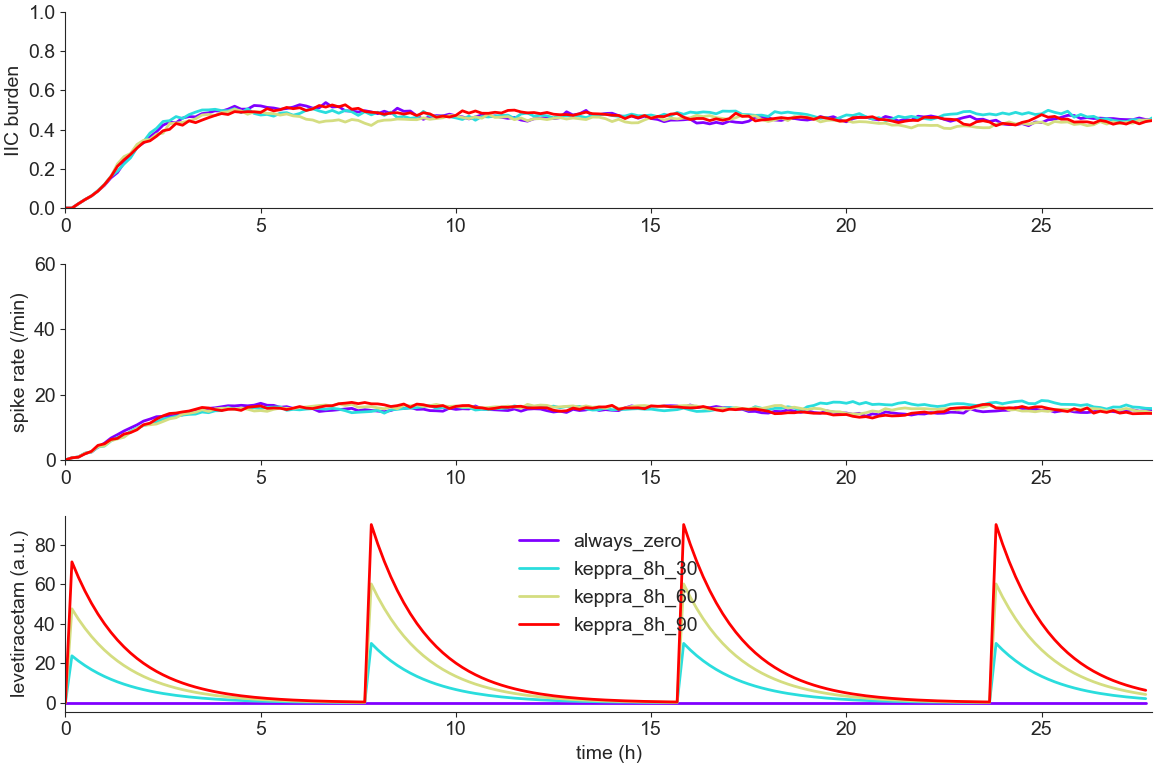 IIC burden
1.0
0.8
0.6
0.4
0.2
0.0
0 5 10 15 20 25
spike rate (/min)
60
40
20
0
0 5 10 15 20 25
levetiracetam (a.u.)
80
60
40
20
0
always_zero
keppra_8h_30
keppra_8h_60
keppra_8h_90
0 5 10 15 20 25
time (h)